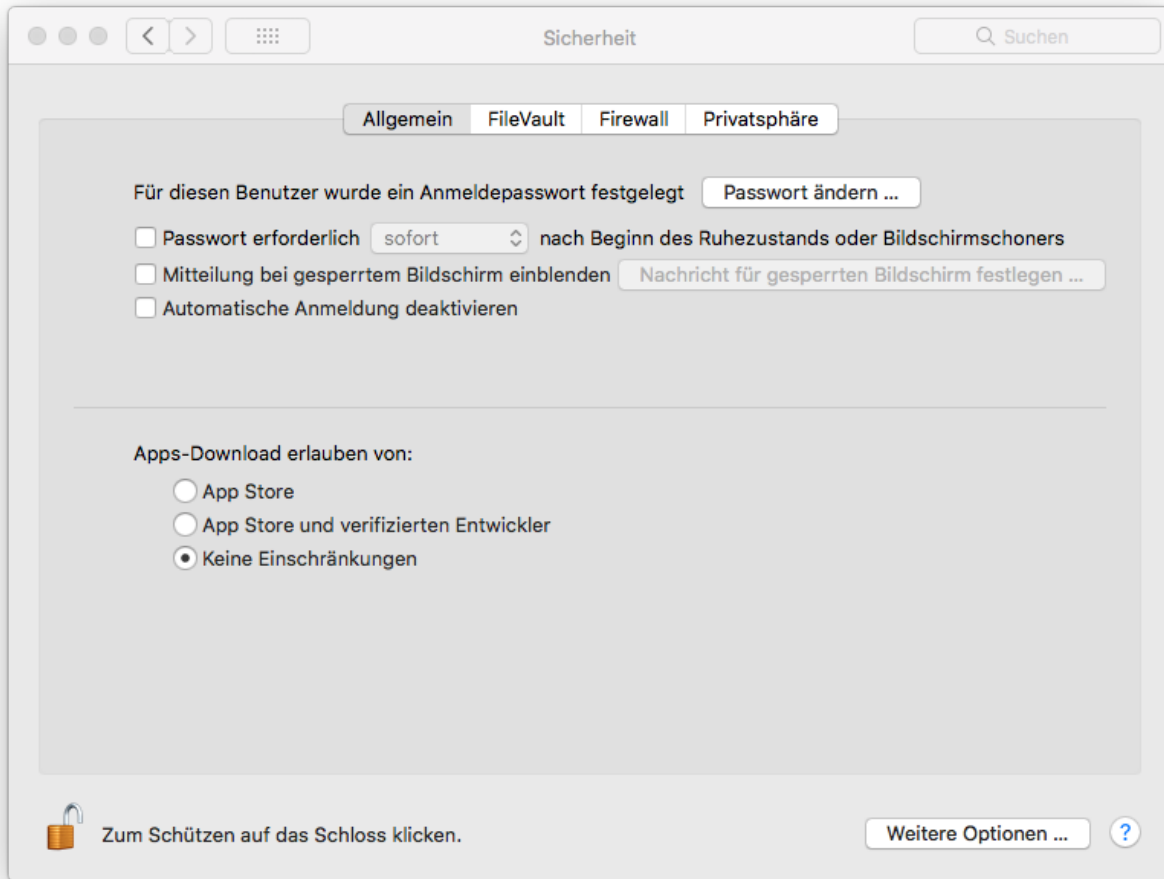 Sicherheit
Suchen
Allgemein FileVault Firewall Privatsphäre
Für diesen Benutzer wurde ein Anmeldepasswort festgelegt Passwort ändern ...
Passwort erforderlich sofort nach Beginn des Ruhezustands oder Bildschirmschoners
Mitteilung bei gesperrtem Bildschirm einblenden Nachricht für gesperrten Bildschirm festlegen ...
Automatische Anmeldung deaktivieren
Apps-Download erlauben von:
App Store
App Store und verifizierten Entwickler
Keine Einschränkungen
Zum Schützen auf das Schloss klicken. Weitere Optionen ... ?